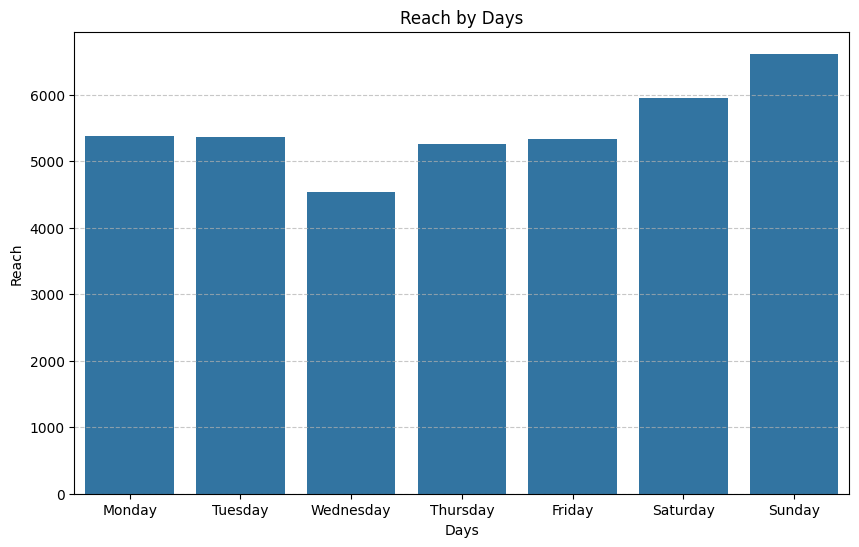 Reach by Days
Reach
6000
5000
4000
3000
2000
1000
0
Monday Tuesday Wednesday Thursday Friday Saturday Sunday
Days